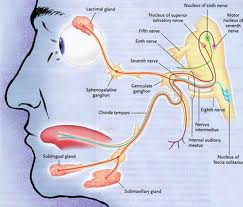 Lacrimal gland
Nucleus of sixth nerve
Nucleus of superior
salivatory nerve
Motor
nucleus of
seventh
nerve
Fifth nerve
Sixth nerve
Seventh nerve
Sphenopalatine
ganglion
Geniculate
ganglion
Chorda tympani
Eighth nerve
Nervus
intermedius
Internal auditory
meatus
Nucleus
of
fascile solitarius
Sublingual gland
Submaxillary gland